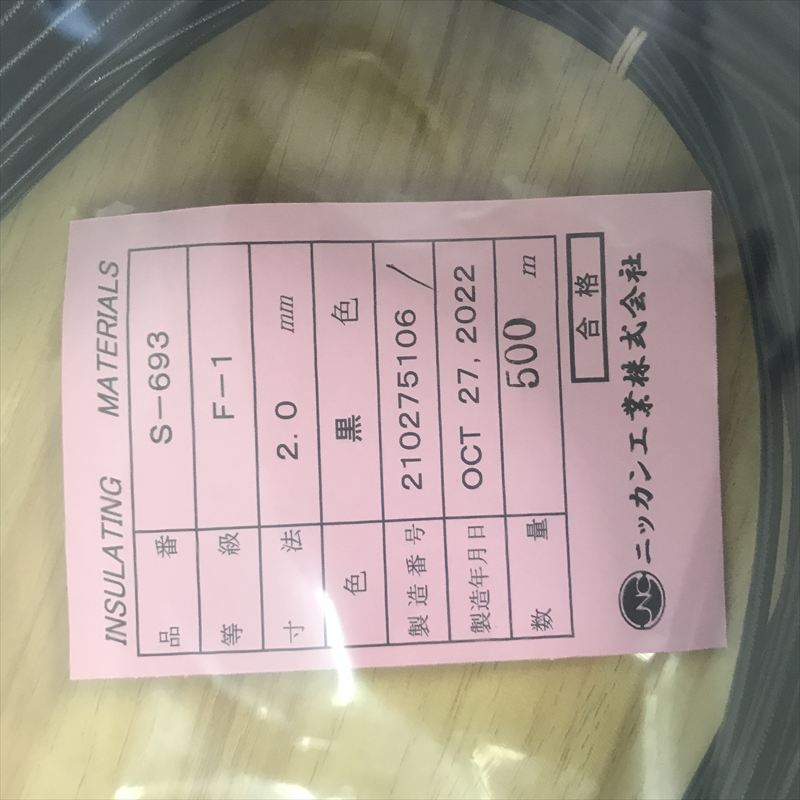 INSULATING MATERIALS
品番 S-693
等級 F-1
寸法 2.0 mm
色 黒色
製造番号 210275106 /
製造年月日 OCT 27, 2022
数量 500 m
合格
NC ニッカン工業株式会社